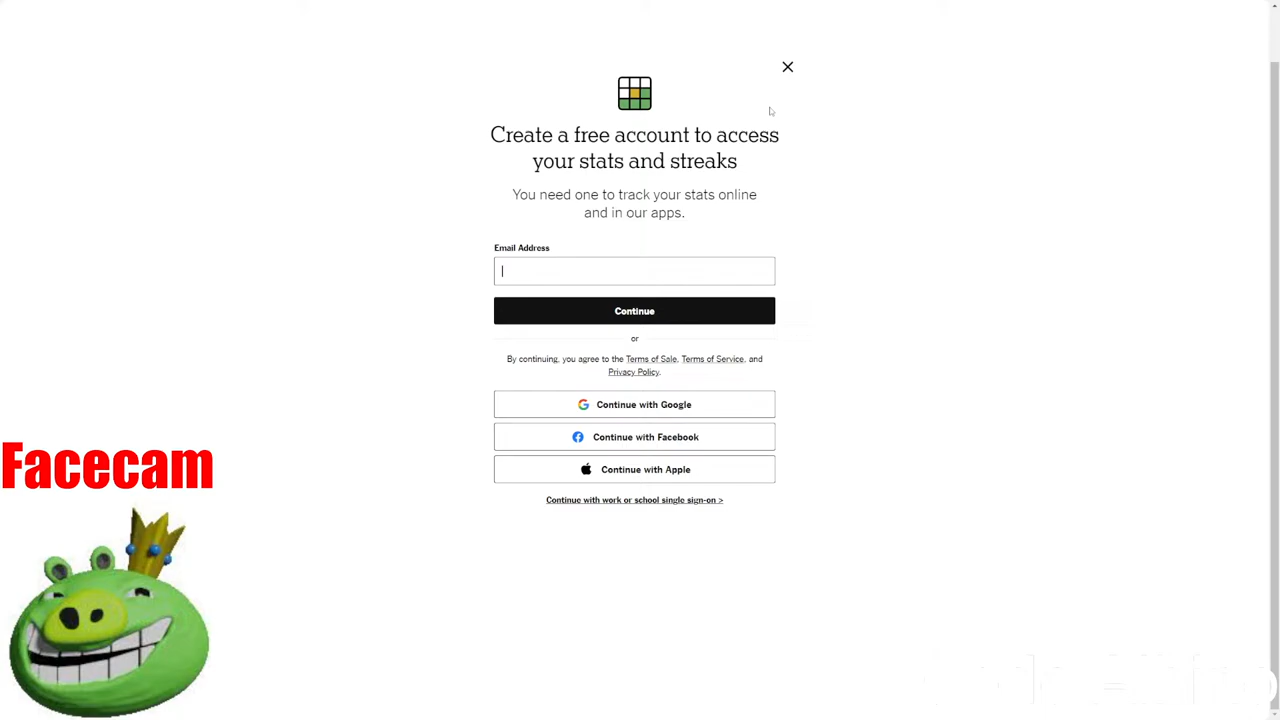 Create a free account to access
your stats and streaks
You need one to track your stats online
and in our apps.
Email Address
Continue
or
By continuing, you agree to the Terms of Sale, Terms of Service, and
Privacy Policy.
Continue with Google
Continue with Facebook
Continue with Apple
Continue with work or school single sign-on >
Facecam